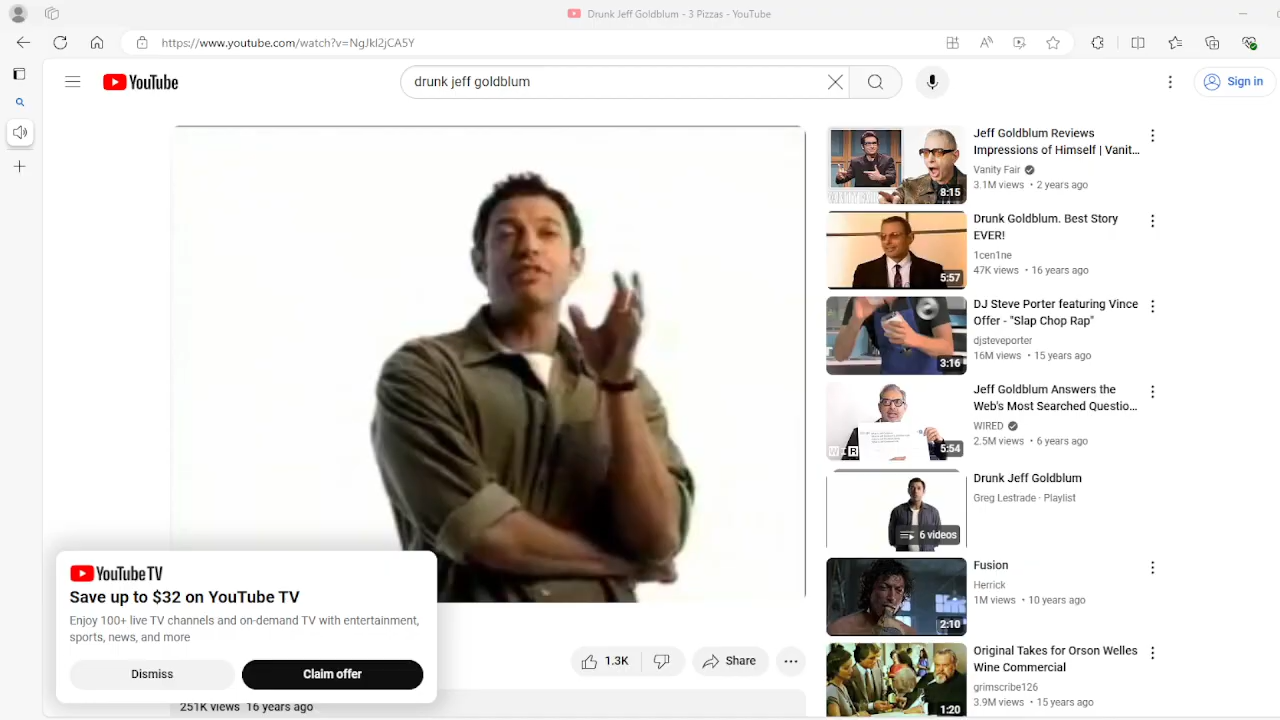 Drunk Jeff Goldblum - 3 Pizzas - YouTube
https://www.youtube.com/watch?v=NgJkl2jCA5Y
YouTube
drunk jeff goldblum
Sign in
Jeff Goldblum Reviews
Impressions of Himself | Vanit...
Vanity Fair
3.1M views • 2 years ago
8:15
VANITY FAIR
Drunk Goldblum. Best Story
EVER!
1cen1ne
47K views • 16 years ago
5:57
DJ Steve Porter featuring Vince
Offer - "Slap Chop Rap"
djsteveporter
16M views • 15 years ago
3:16
Jeff Goldblum Answers the
Web's Most Searched Questio...
WIRED
2.5M views • 6 years ago
5:54
WIR
Drunk Jeff Goldblum
Greg Lestrade · Playlist
6 videos
Fusion
Herrick
1M views • 10 years ago
2:10
Original Takes for Orson Welles
Wine Commercial
grimscribe126
3.9M views • 15 years ago
1:20
YouTube TV
Save up to $32 on YouTube TV
Enjoy 100+ live TV channels and on-demand TV with entertainment,
sports, news, and more
Dismiss
Claim offer
1.3K
Share
251K views 16 years ago